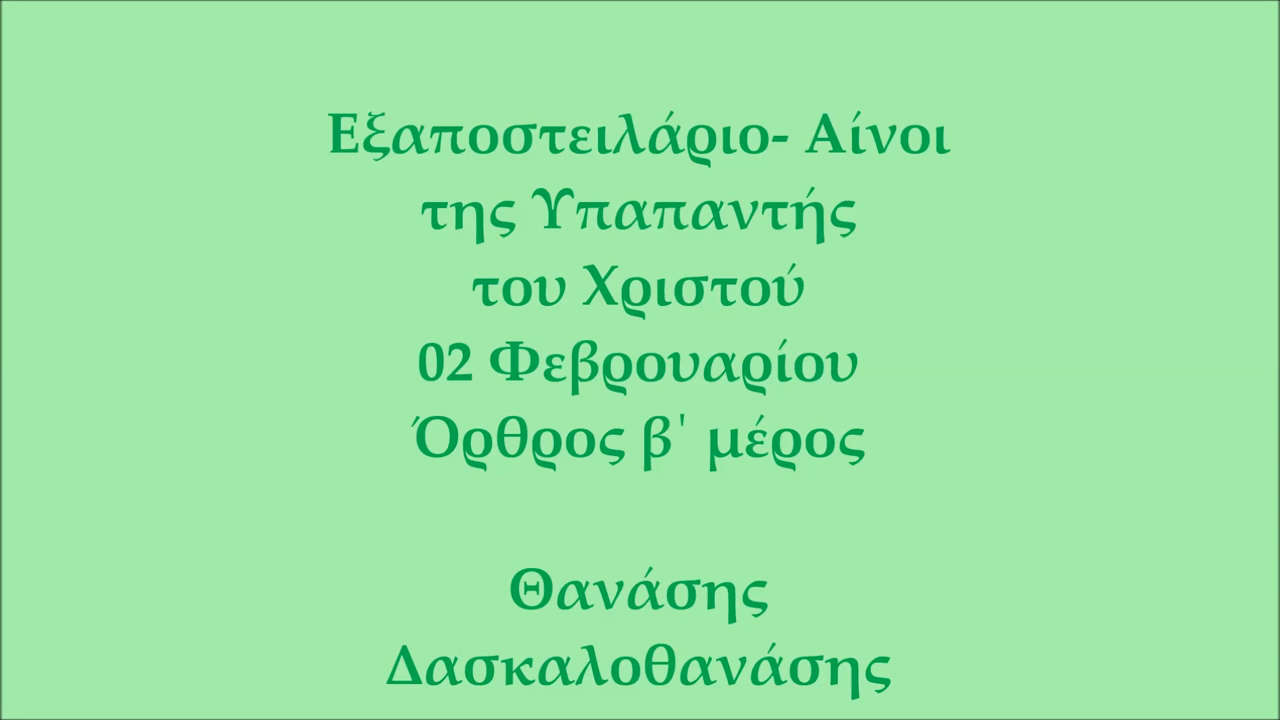 Εξαποστειλάριο- Αίνοι
της Υπαπαντής
του Χριστού
02 Φεβρουαρίου
Όρθρος β΄ μέρος
Θανάσης
Δασκαλοθανάσης